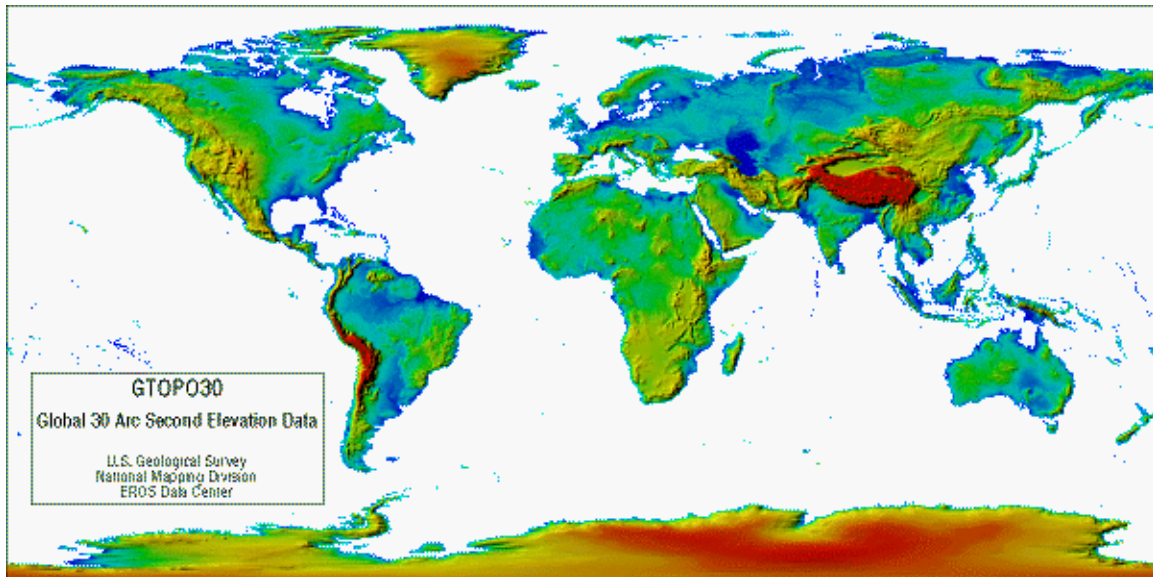 GTOPO30
Global 30 Arc Second Elevation Data
U.S. Geological Survey
National Mapping Division
EROS Data Center